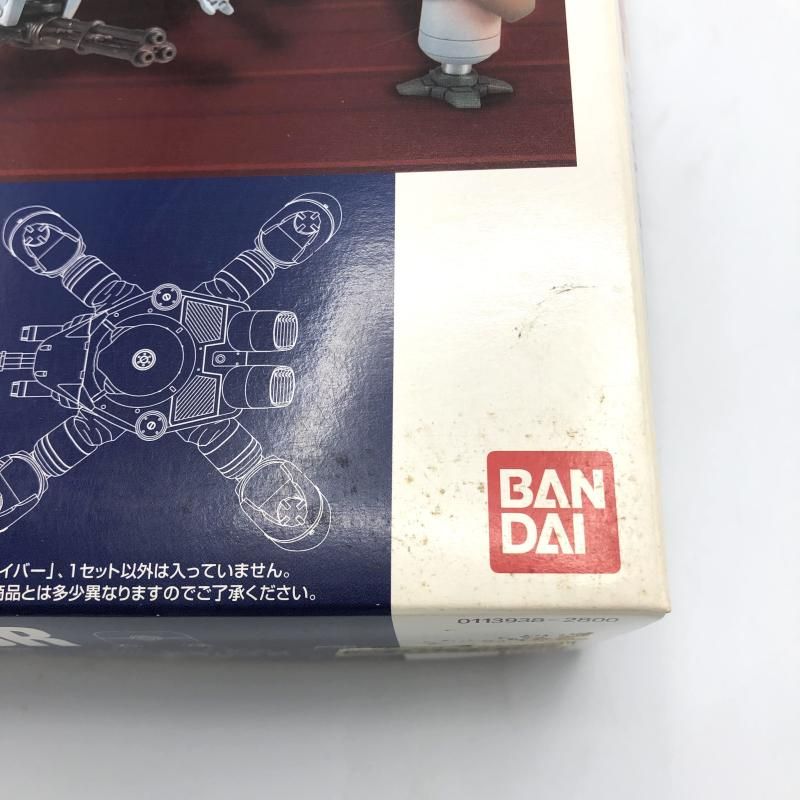 BAN
DAI
イバー」、1セット以外は入っていません。
商品とは多少異なりますのでご了承ください。
0113938-2800